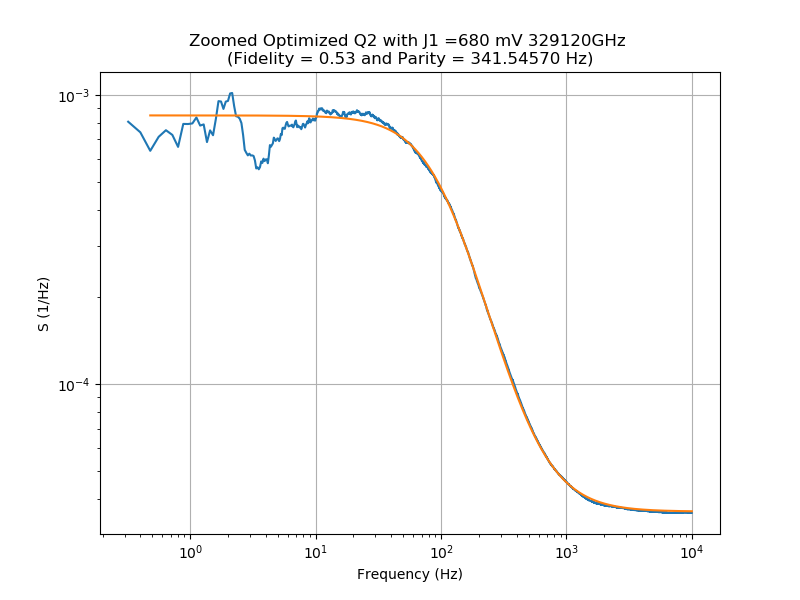 Zoomed Optimized Q2 with J1 =680 mV 329120GHz
(Fidelity = 0.53 and Parity = 341.54570 Hz)
10⁻³
10⁻⁴
S (1/Hz)
10⁰ 10¹ 10² 10³ 10⁴
Frequency (Hz)